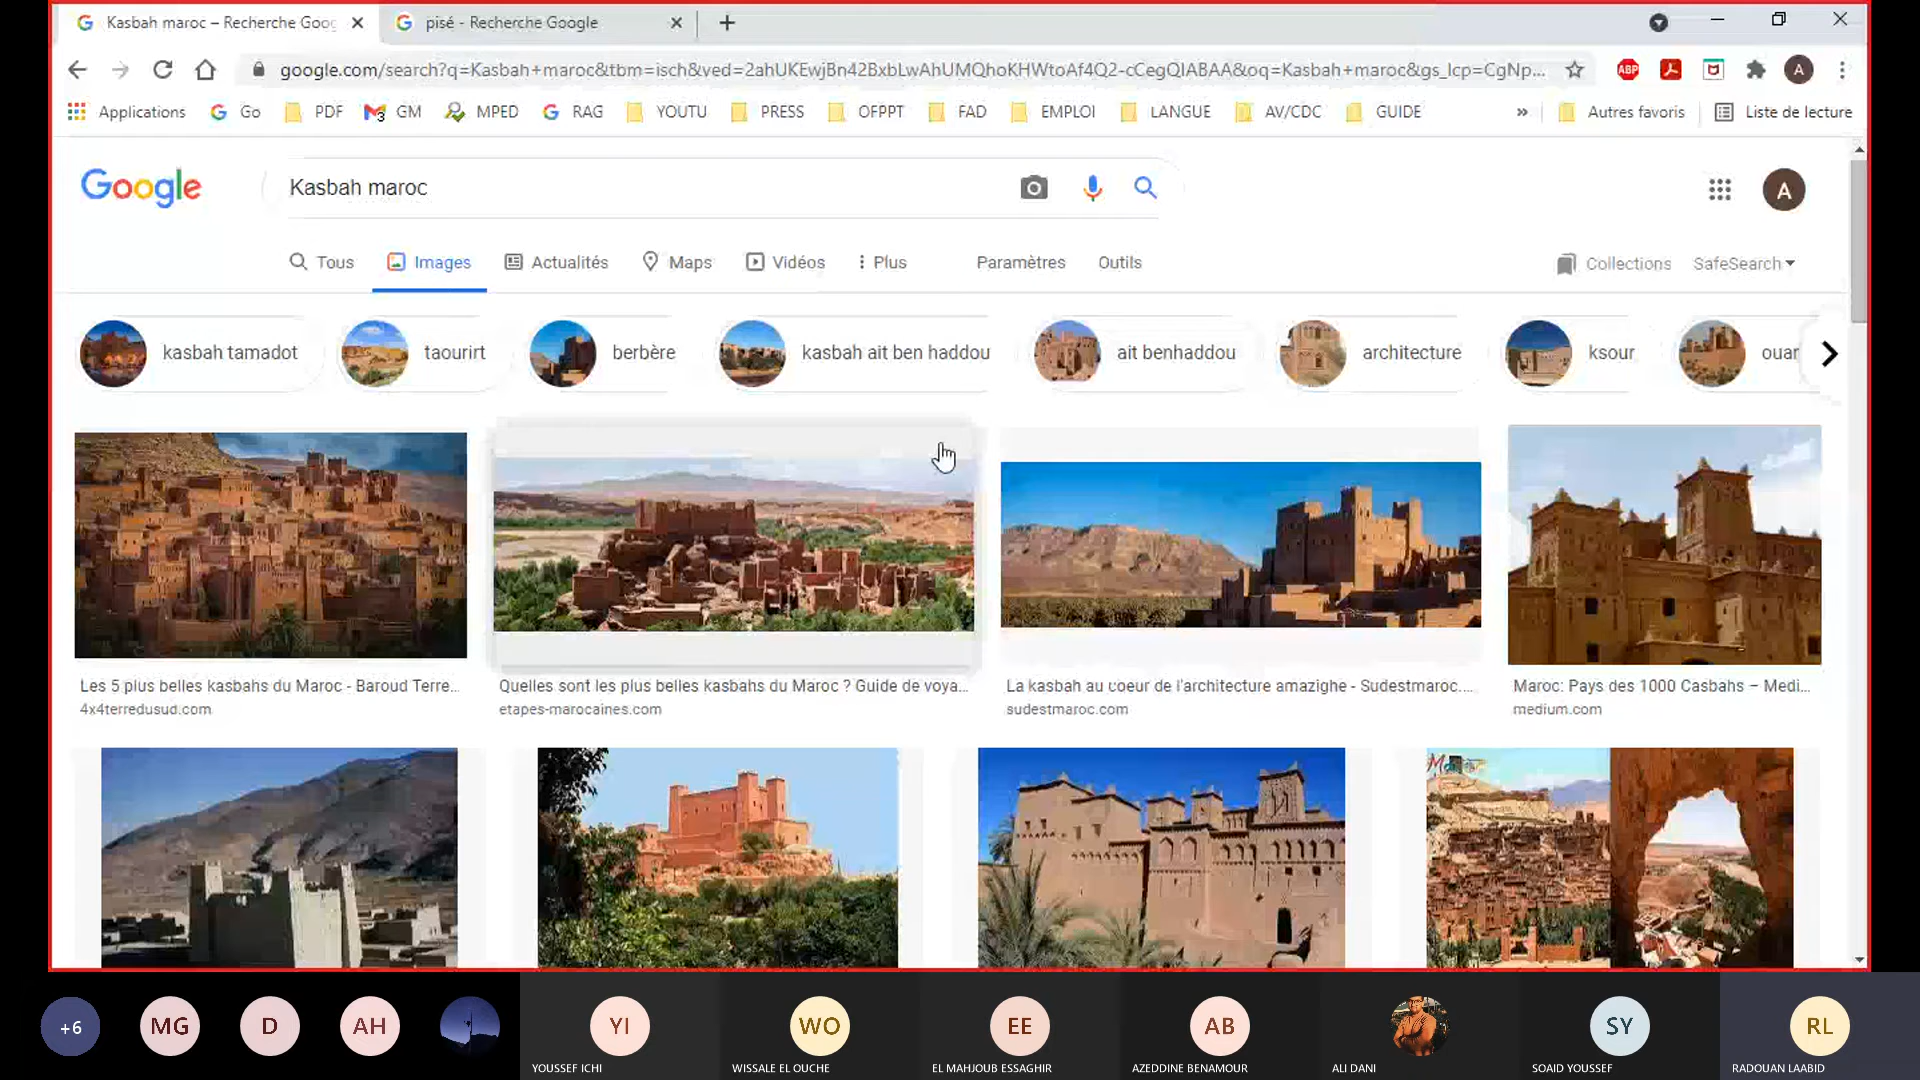 Kasbah maroc – Recherche Goog
pisé - Recherche Google
google.com/search?q=Kasbah+maroc&tbm=isch&ved=2ahUKEwjBn42BxbLwAhUMQhoKHWtoAf4Q2-cCegQIABAA&oq=Kasbah+maroc&gs_lcp=CgNp...
ABP
A
Applications Go PDF GM MPED RAG YOUTU PRESS OFPPT FAD EMPLOI LANGUE AV/CDC GUIDE » Autres favoris Liste de lecture
3
Google
Kasbah maroc
A
Tous Images Actualités Maps Vidéos Plus Paramètres Outils Collections SafeSearch
kasbah tamadot taourirt berbère kasbah ait ben haddou ait benhaddou architecture ksour ouar
Les 5 plus belles kasbahs du Maroc - Baroud Terre...
4x4terredusud.com
Quelles sont les plus belles kasbahs du Maroc ? Guide de voya...
etapes-marocaines.com
La kasbah au coeur de l'architecture amazighe - Sudestmaroc....
sudestmaroc.com
Maroc: Pays des 1000 Casbahs – Medi...
medium.com
+6 MG D AH YI WO EE AB SY RL
YOUSSEF ICHI WISSALE EL OUCHE EL MAHJOUB ESSAGHIR AZEDDINE BENAMOUR ALI DANI SOAID YOUSSEF RADOUAN LAABID